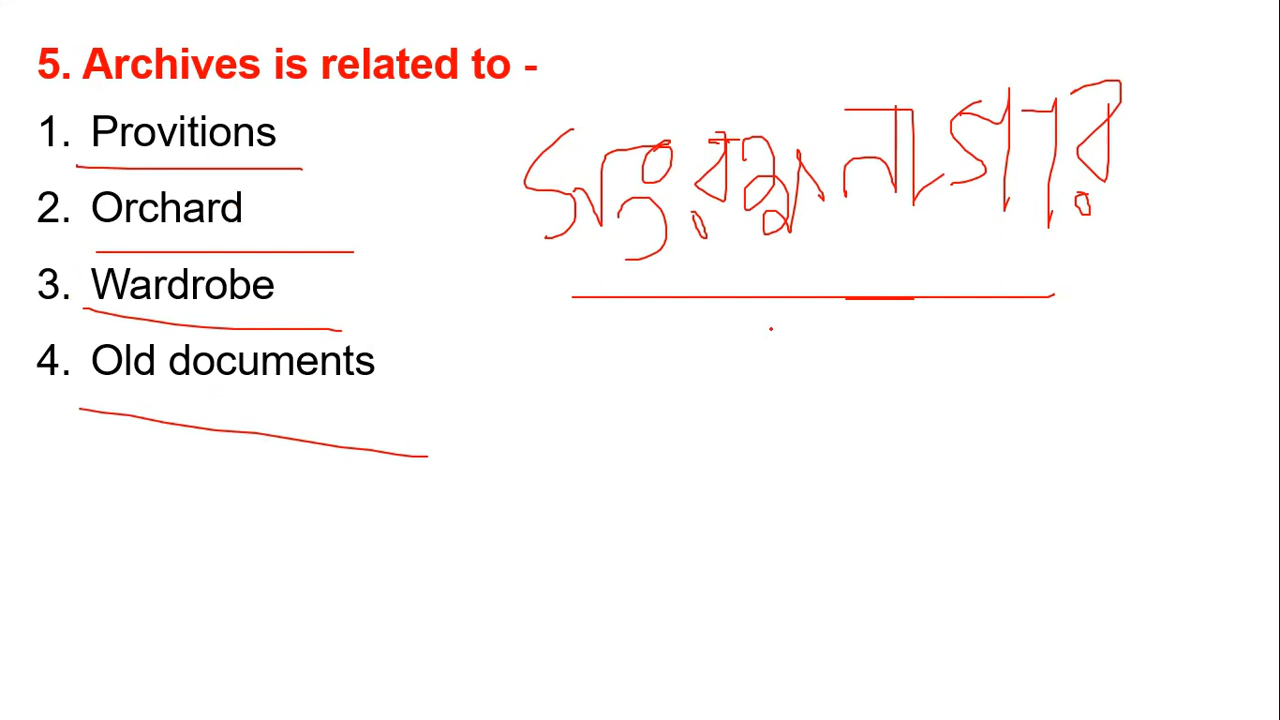 5. Archives is related to -
1. Provitions
2. Orchard
3. Wardrobe
4. Old documents
সংরক্ষনাগার